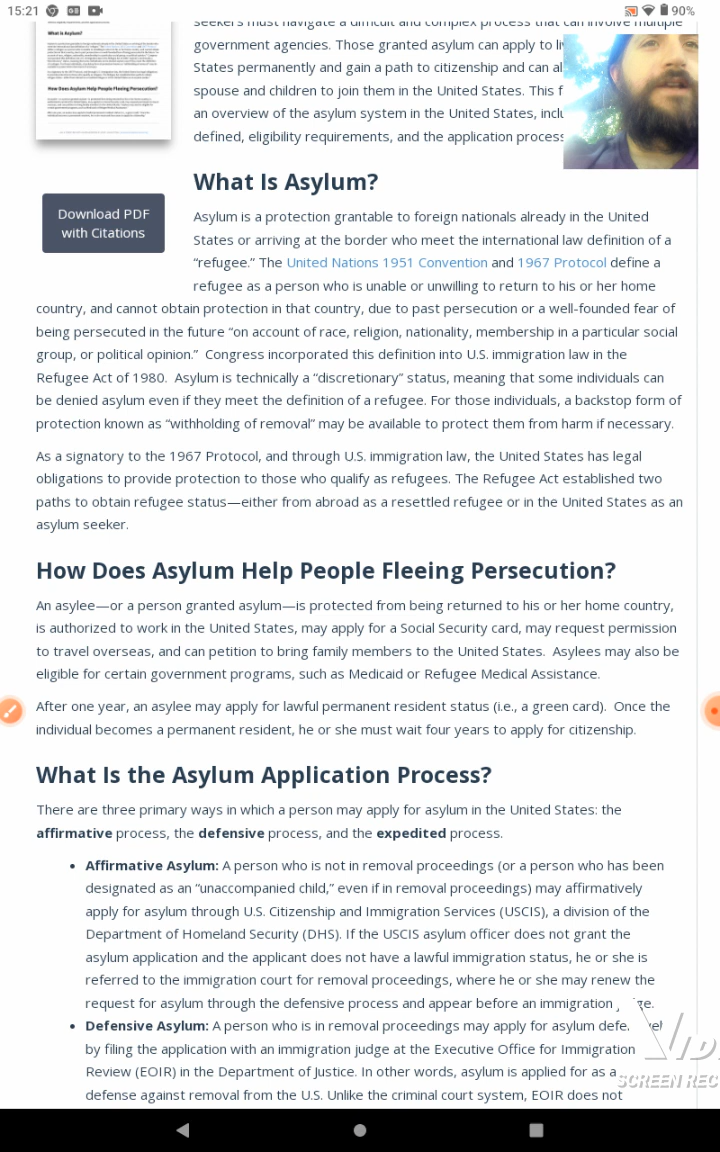 15:21
90%
seekers must navigate a difficult and complex process that can involve multiple
government agencies. Those granted asylum can apply to li
States permanently and gain a path to citizenship and can al
spouse and children to join them in the United States. This f
an overview of the asylum system in the United States, inclu
defined, eligibility requirements, and the application process
What Is Asylum?
How Does Asylum Help People Fleeing Persecution?
Download PDF
with Citations
What Is Asylum?
Asylum is a protection grantable to foreign nationals already in the United
States or arriving at the border who meet the international law definition of a
“refugee.” The United Nations 1951 Convention and 1967 Protocol define a
refugee as a person who is unable or unwilling to return to his or her home
country, and cannot obtain protection in that country, due to past persecution or a well-founded fear of
being persecuted in the future “on account of race, religion, nationality, membership in a particular social
group, or political opinion.”  Congress incorporated this definition into U.S. immigration law in the
Refugee Act of 1980.  Asylum is technically a “discretionary” status, meaning that some individuals can
be denied asylum even if they meet the definition of a refugee. For those individuals, a backstop form of
protection known as “withholding of removal” may be available to protect them from harm if necessary.
As a signatory to the 1967 Protocol, and through U.S. immigration law, the United States has legal
obligations to provide protection to those who qualify as refugees. The Refugee Act established two
paths to obtain refugee status—either from abroad as a resettled refugee or in the United States as an
asylum seeker.
How Does Asylum Help People Fleeing Persecution?
An asylee—or a person granted asylum—is protected from being returned to his or her home country,
is authorized to work in the United States, may apply for a Social Security card, may request permission
to travel overseas, and can petition to bring family members to the United States.  Asylees may also be
eligible for certain government programs, such as Medicaid or Refugee Medical Assistance.
After one year, an asylee may apply for lawful permanent resident status (i.e., a green card).  Once the
individual becomes a permanent resident, he or she must wait four years to apply for citizenship.
What Is the Asylum Application Process?
There are three primary ways in which a person may apply for asylum in the United States: the
affirmative process, the defensive process, and the expedited process.
• Affirmative Asylum: A person who is not in removal proceedings (or a person who has been
designated as an “unaccompanied child,” even if in removal proceedings) may affirmatively
apply for asylum through U.S. Citizenship and Immigration Services (USCIS), a division of the
Department of Homeland Security (DHS). If the USCIS asylum officer does not grant the
asylum application and the applicant does not have a lawful immigration status, he or she is
referred to the immigration court for removal proceedings, where he or she may renew the
request for asylum through the defensive process and appear before an immigration
• Defensive Asylum: A person who is in removal proceedings may apply for asylum
by filing the application with an immigration judge at the Executive Office for Immigration
Review (EOIR) in the Department of Justice. In other words, asylum is applied for as a
defense against removal from the U.S. Unlike the criminal court system, EOIR does not
SCREEN REC